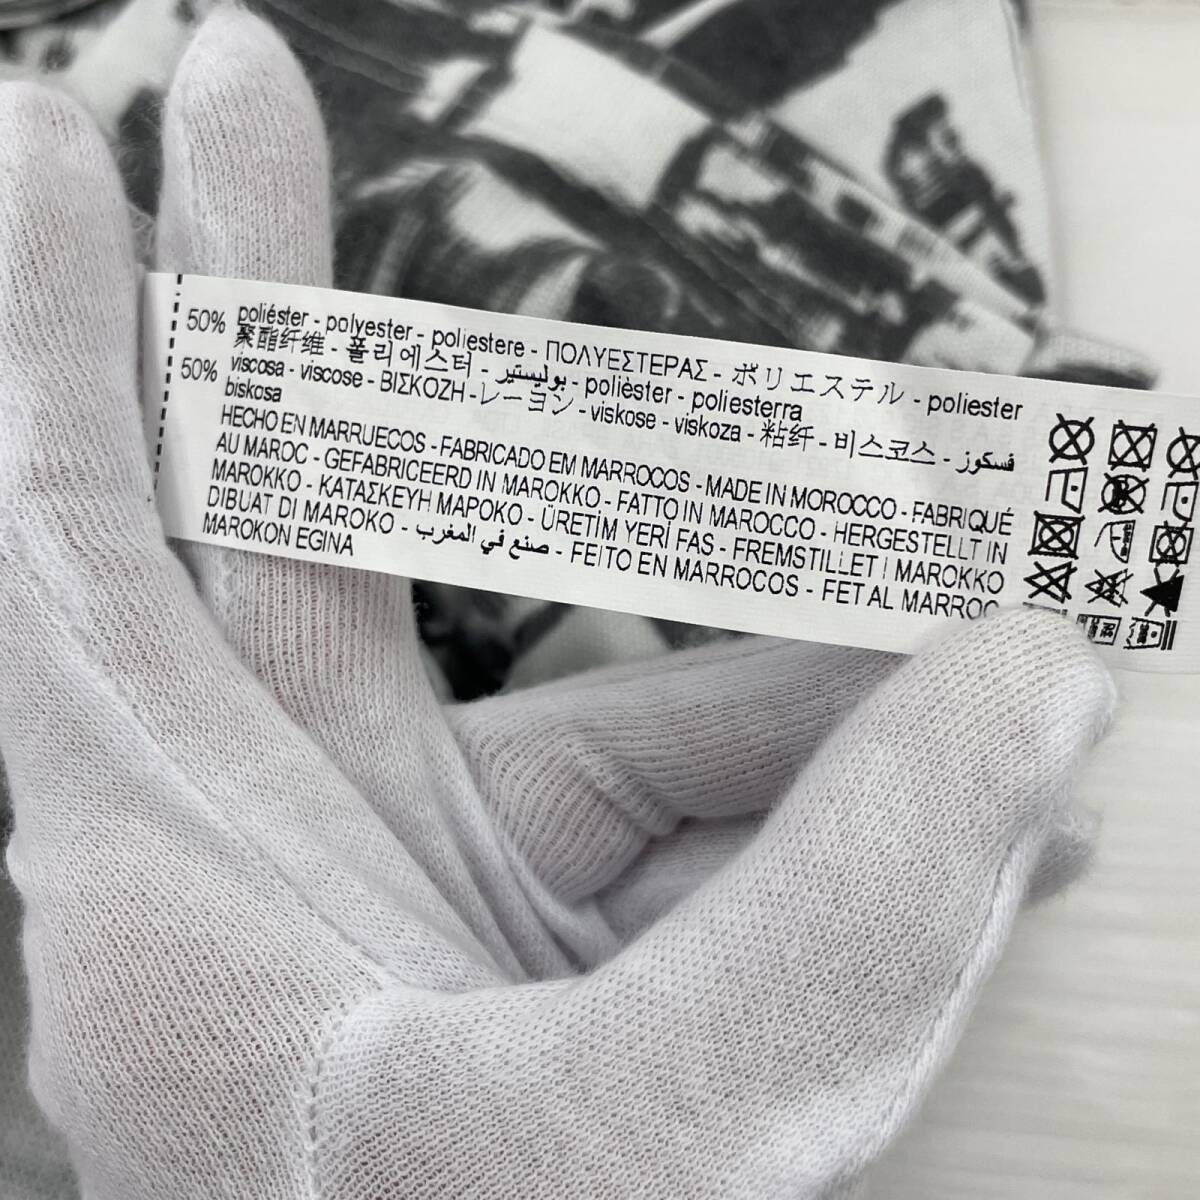 50% poliéster - polyester - poliestere - ΠΟΛΥΕΣΤΕΡΑΣ - ポリエステル - poliester
聚酯纤维 - 폴리에스터 - بوليستير - polièster - poliesterra
50% viscosa - viscose - ΒΙΣΚΟΖΗ - レーヨン - viskose - viskoza - 粘纤 - 비스코스 - فسكوز
biskosa
HECHO EN MARRUECOS - FABRICADO EM MARROCOS - MADE IN MOROCCO - FABRIQUÉ
AU MAROC - GEFABRICEERD IN MAROKKO - FATTO IN MAROCCO - HERGESTELLT IN
MAROKKO - ΚΑΤΑΣΚΕΥΗ ΜΑΡΟΚΟ - ÜRETİM YERİ FAS - FREMSTILLET I MAROKKO
DIBUAT DI MAROKO - صنع في المغرب - FEITO EN MARROCOS - FET AL MARROC
MAROKON EGINA